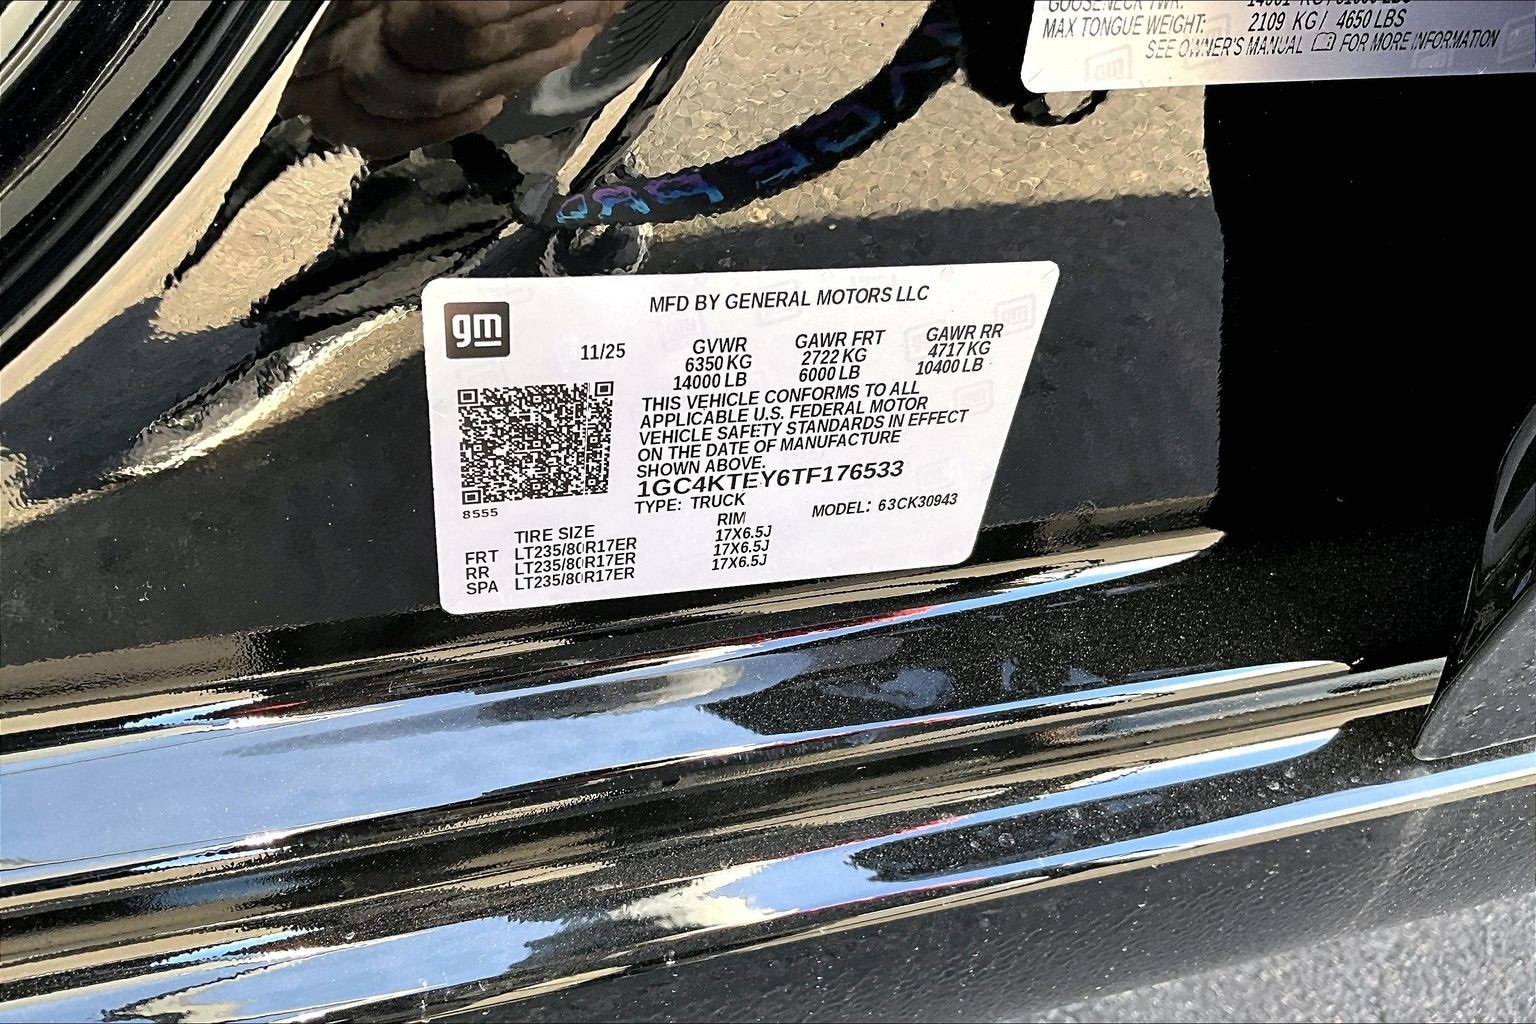 MAX TONGUE WEIGHT: 2109 KG / 4650 LBS
SEE OWNER'S MANUAL FOR MORE INFORMATION
gm
MFD BY GENERAL MOTORS LLC
11/25
GVWR GAWR FRT GAWR RR
6350 KG 2722 KG 4717 KG
14000 LB 6000 LB 10400 LB
THIS VEHICLE CONFORMS TO ALL
APPLICABLE U.S. FEDERAL MOTOR
VEHICLE SAFETY STANDARDS IN EFFECT
ON THE DATE OF MANUFACTURE
SHOWN ABOVE.
1GC4KTEY6TF176533
TYPE: TRUCK MODEL: 63CK30943
8555
TIRE SIZE RIM
FRT LT235/80R17ER 17X6.5J
RR LT235/80R17ER 17X6.5J
SPA LT235/80R17ER 17X6.5J